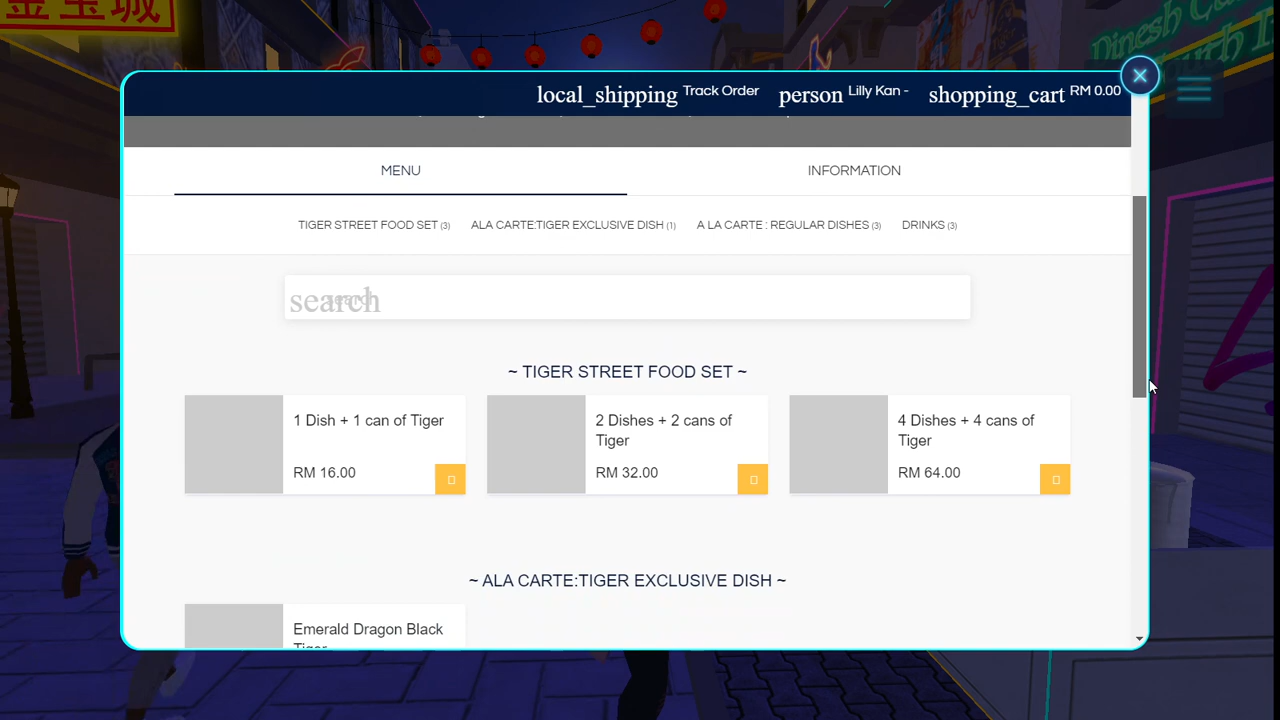 金宝城
Dinesh
local_shipping Track Order person Lilly Kan - shopping_cart RM 0.00
MENU INFORMATION
TIGER STREET FOOD SET (3) ALA CARTE:TIGER EXCLUSIVE DISH (1) A LA CARTE : REGULAR DISHES (3) DRINKS (3)
search
~ TIGER STREET FOOD SET ~
1 Dish + 1 can of Tiger
RM 16.00
2 Dishes + 2 cans of
Tiger
RM 32.00
4 Dishes + 4 cans of
Tiger
RM 64.00
~ ALA CARTE:TIGER EXCLUSIVE DISH ~
Emerald Dragon Black
Tiger